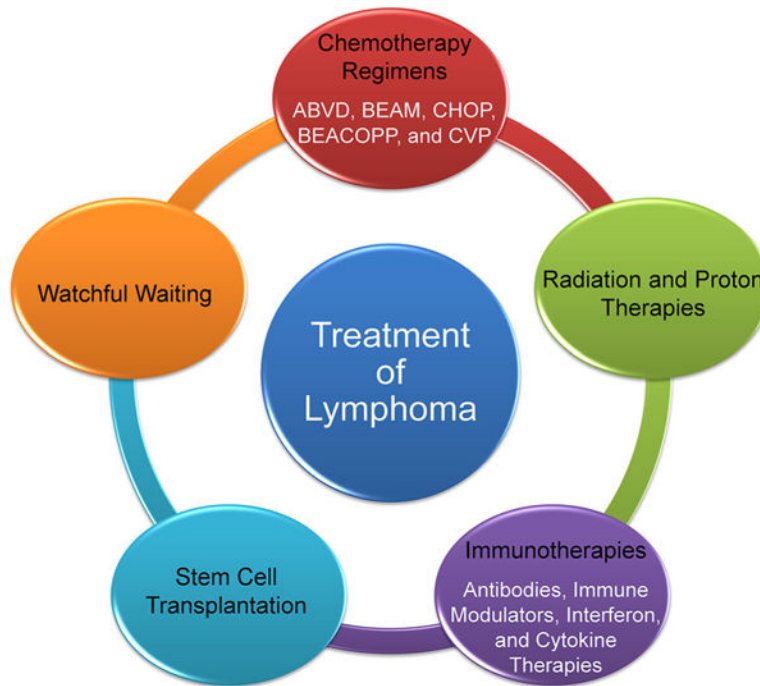 Chemotherapy
Regimens
ABVD, BEAM, CHOP,
BEACOPP, and CVP
Radiation and Proton
Therapies
Immunotherapies
Antibodies, Immune
Modulators, Interferon,
and Cytokine
Therapies
Stem Cell
Transplantation
Watchful Waiting
Treatment
of
Lymphoma